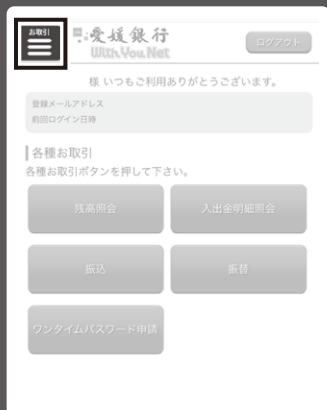 お取引
愛媛銀行
With.You.Net
ログアウト
様 いつもご利用ありがとうございます。
登録メールアドレス
前回ログイン日時
各種お取引
各種お取引ボタンを押して下さい。
残高照会
入出金明細照会
振込
振替
ワンタイムパスワード申請